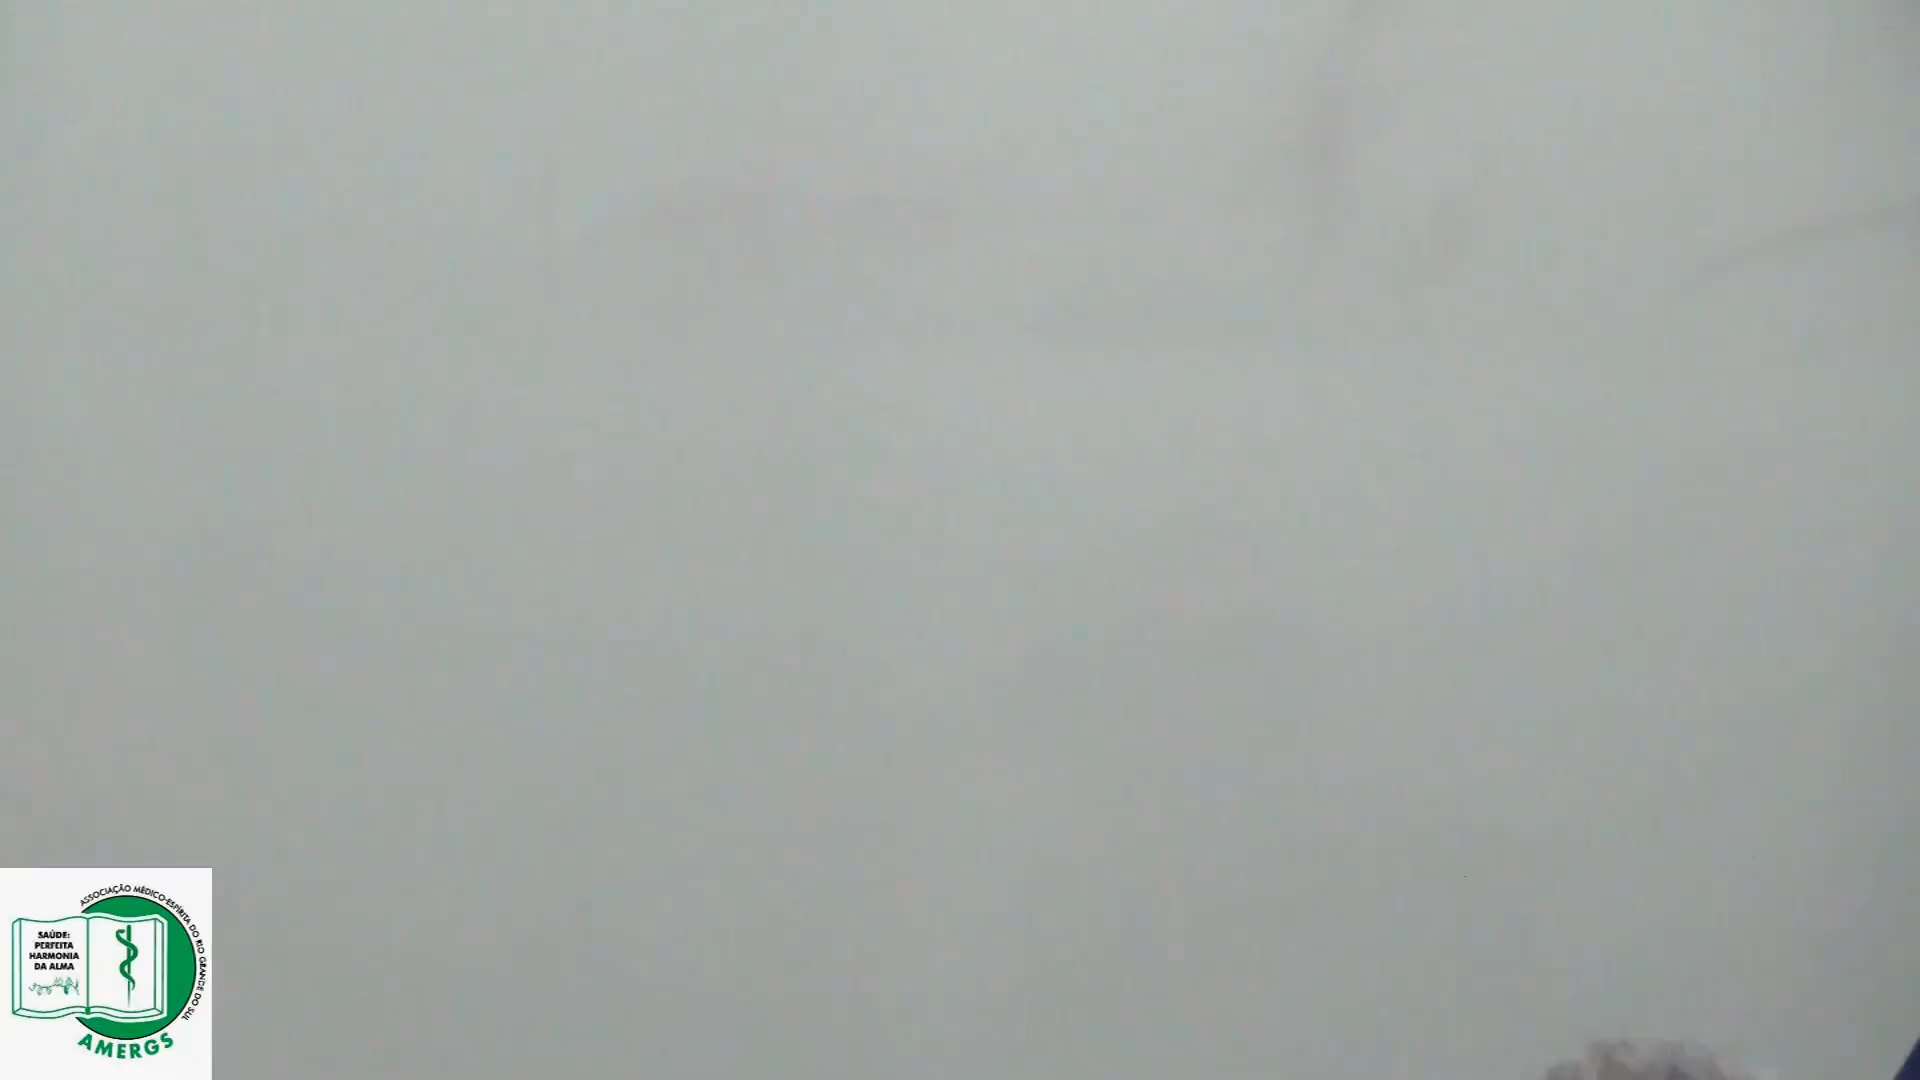 ASSOCIAÇÃO MÉDICO-ESPÍRITA DO RIO GRANDE DO SUL
SAÚDE:
PERFEITA
HARMONIA
DA ALMA
AMERGS